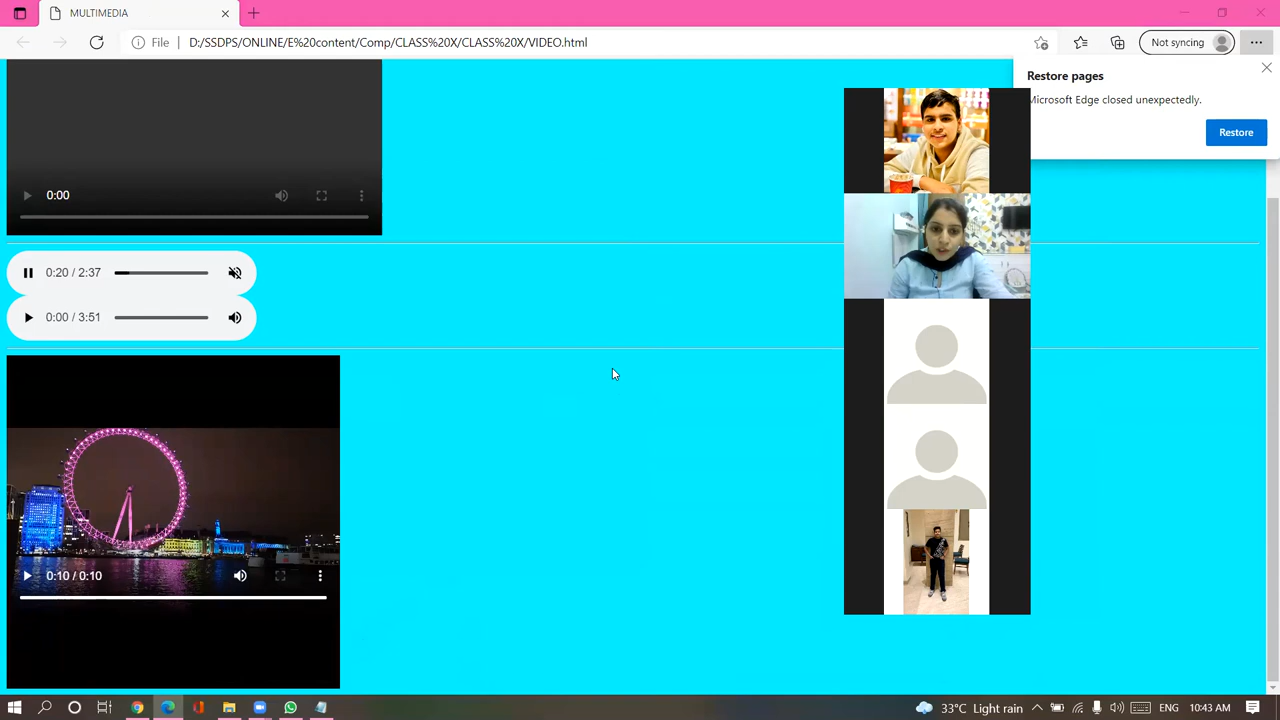 MULTIMEDIA
File D:/SSDPS/ONLINE/E%20content/Comp/CLASS%20X/CLASS%20X/VIDEO.html
Not syncing
Restore pages
Microsoft Edge closed unexpectedly.
Restore
0:00
0:20 / 2:37
0:00 / 3:51
0:10 / 0:10
33°C Light rain
ENG
10:43 AM